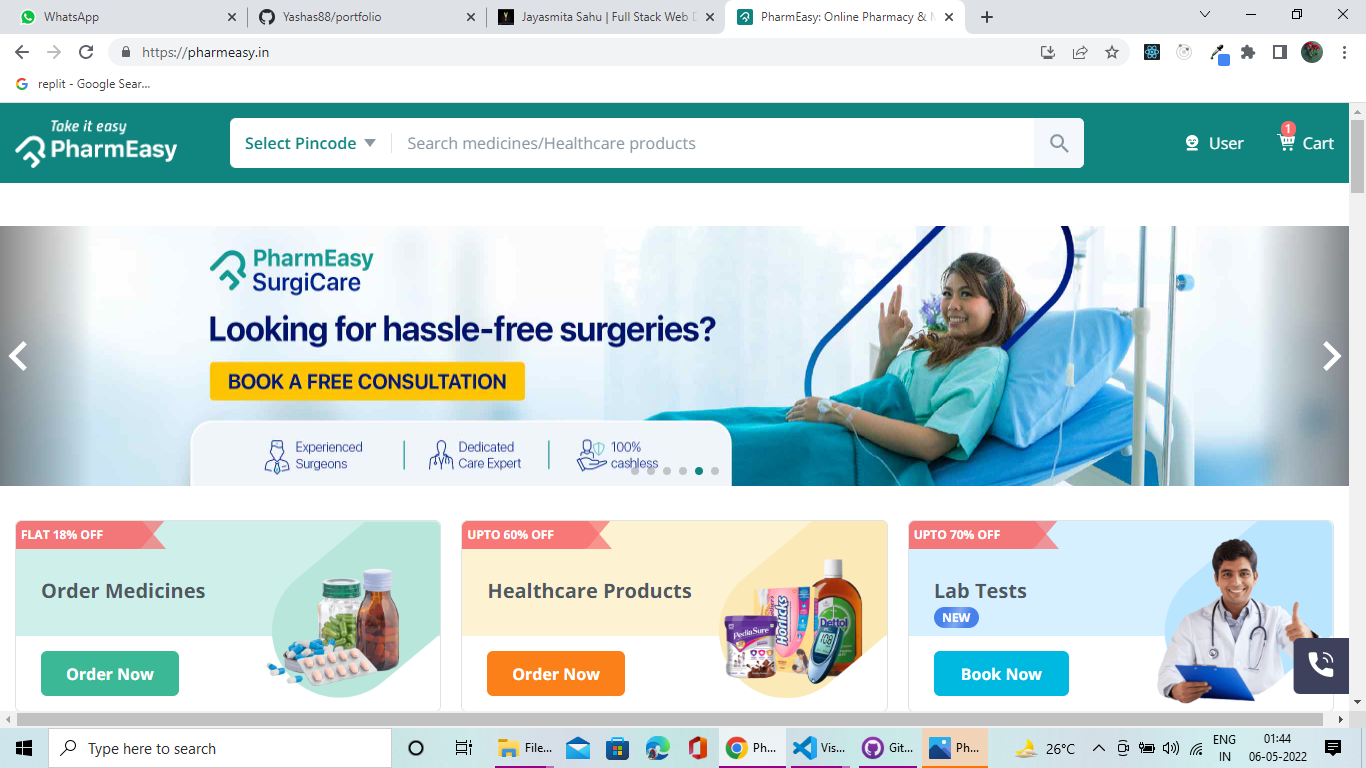 WhatsApp
Yashas88/portfolio
Jayasmita Sahu | Full Stack Web
PharmEasy: Online Pharmacy &
https://pharmeasy.in
replit - Google Sear...
Take it easy
PharmEasy
Select Pincode
Search medicines/Healthcare products
User
1
Cart
PharmEasy
SurgiCare
Looking for hassle-free surgeries?
BOOK A FREE CONSULTATION
Experienced
Surgeons
Dedicated
Care Expert
100%
cashless
FLAT 18% OFF
Order Medicines
Order Now
UPTO 60% OFF
Healthcare Products
PediaSure
Horlicks
Dettol
108
Order Now
UPTO 70% OFF
Lab Tests
NEW
Book Now
Type here to search
File...
Ph...
Vis...
Git...
Ph...
26°C
ENG
IN
01:44
06-05-2022